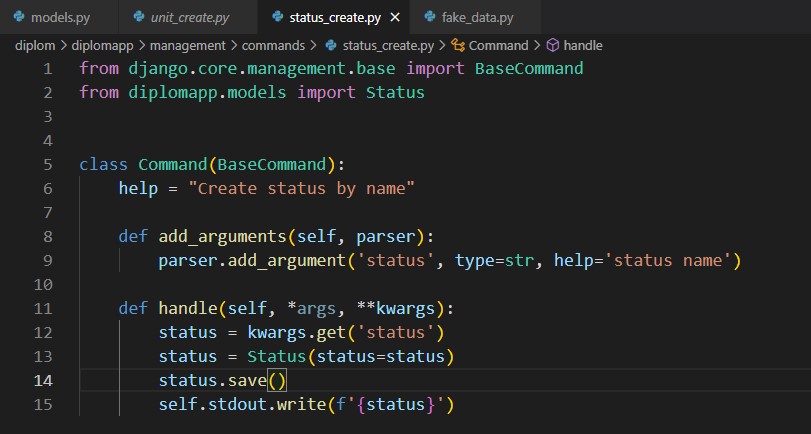 models.py unit_create.py status_create.py fake_data.py
diplom > diplomapp > management > commands > status_create.py > Command > handle
1 from django.core.management.base import BaseCommand
2 from diplomapp.models import Status
3
4
5 class Command(BaseCommand):
6     help = "Create status by name"
7
8     def add_arguments(self, parser):
9         parser.add_argument('status', type=str, help='status name')
10
11     def handle(self, *args, **kwargs):
12         status = kwargs.get('status')
13         status = Status(status=status)
14         status.save()
15         self.stdout.write(f'{status}')